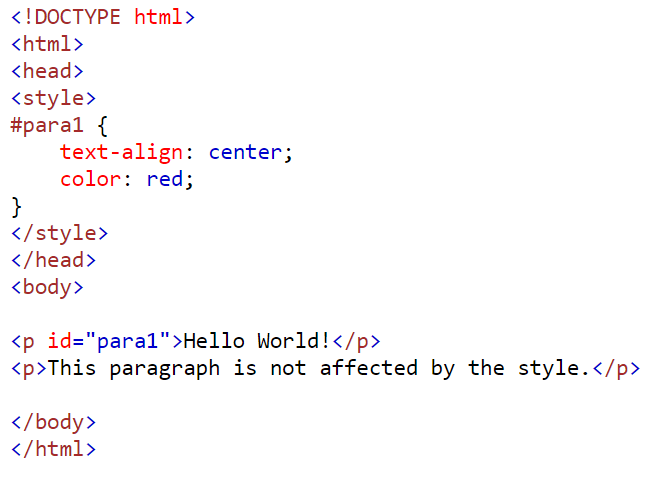 <!DOCTYPE html>
<html>
<head>
<style>
#para1 {
    text-align: center;
    color: red;
}
</style>
</head>
<body>

<p id="para1">Hello World!</p>
<p>This paragraph is not affected by the style.</p>

</body>
</html>